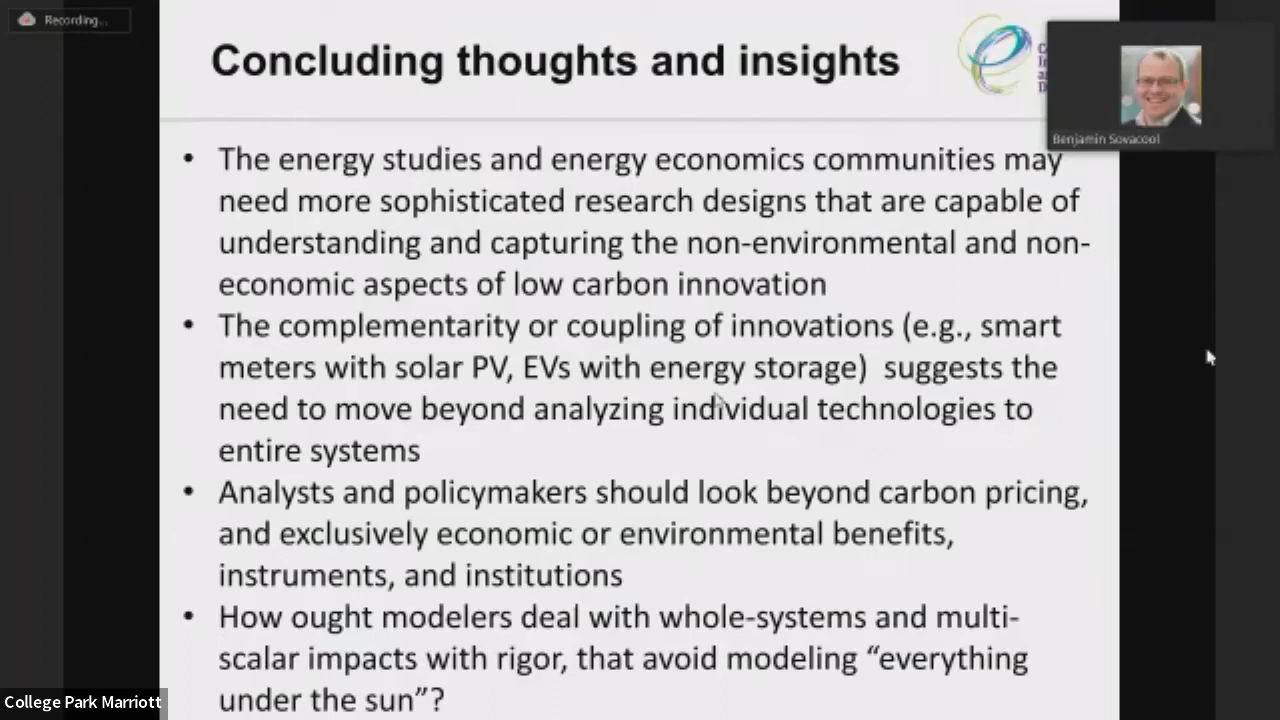 Recording...
Concluding thoughts and insights
Benjamin Sovacool
• The energy studies and energy economics communities may
need more sophisticated research designs that are capable of
understanding and capturing the non-environmental and non-
economic aspects of low carbon innovation
• The complementarity or coupling of innovations (e.g., smart
meters with solar PV, EVs with energy storage)  suggests the
need to move beyond analyzing individual technologies to
entire systems
• Analysts and policymakers should look beyond carbon pricing,
and exclusively economic or environmental benefits,
instruments, and institutions
• How ought modelers deal with whole-systems and multi-
scalar impacts with rigor, that avoid modeling “everything
under the sun”?
College Park Marriott